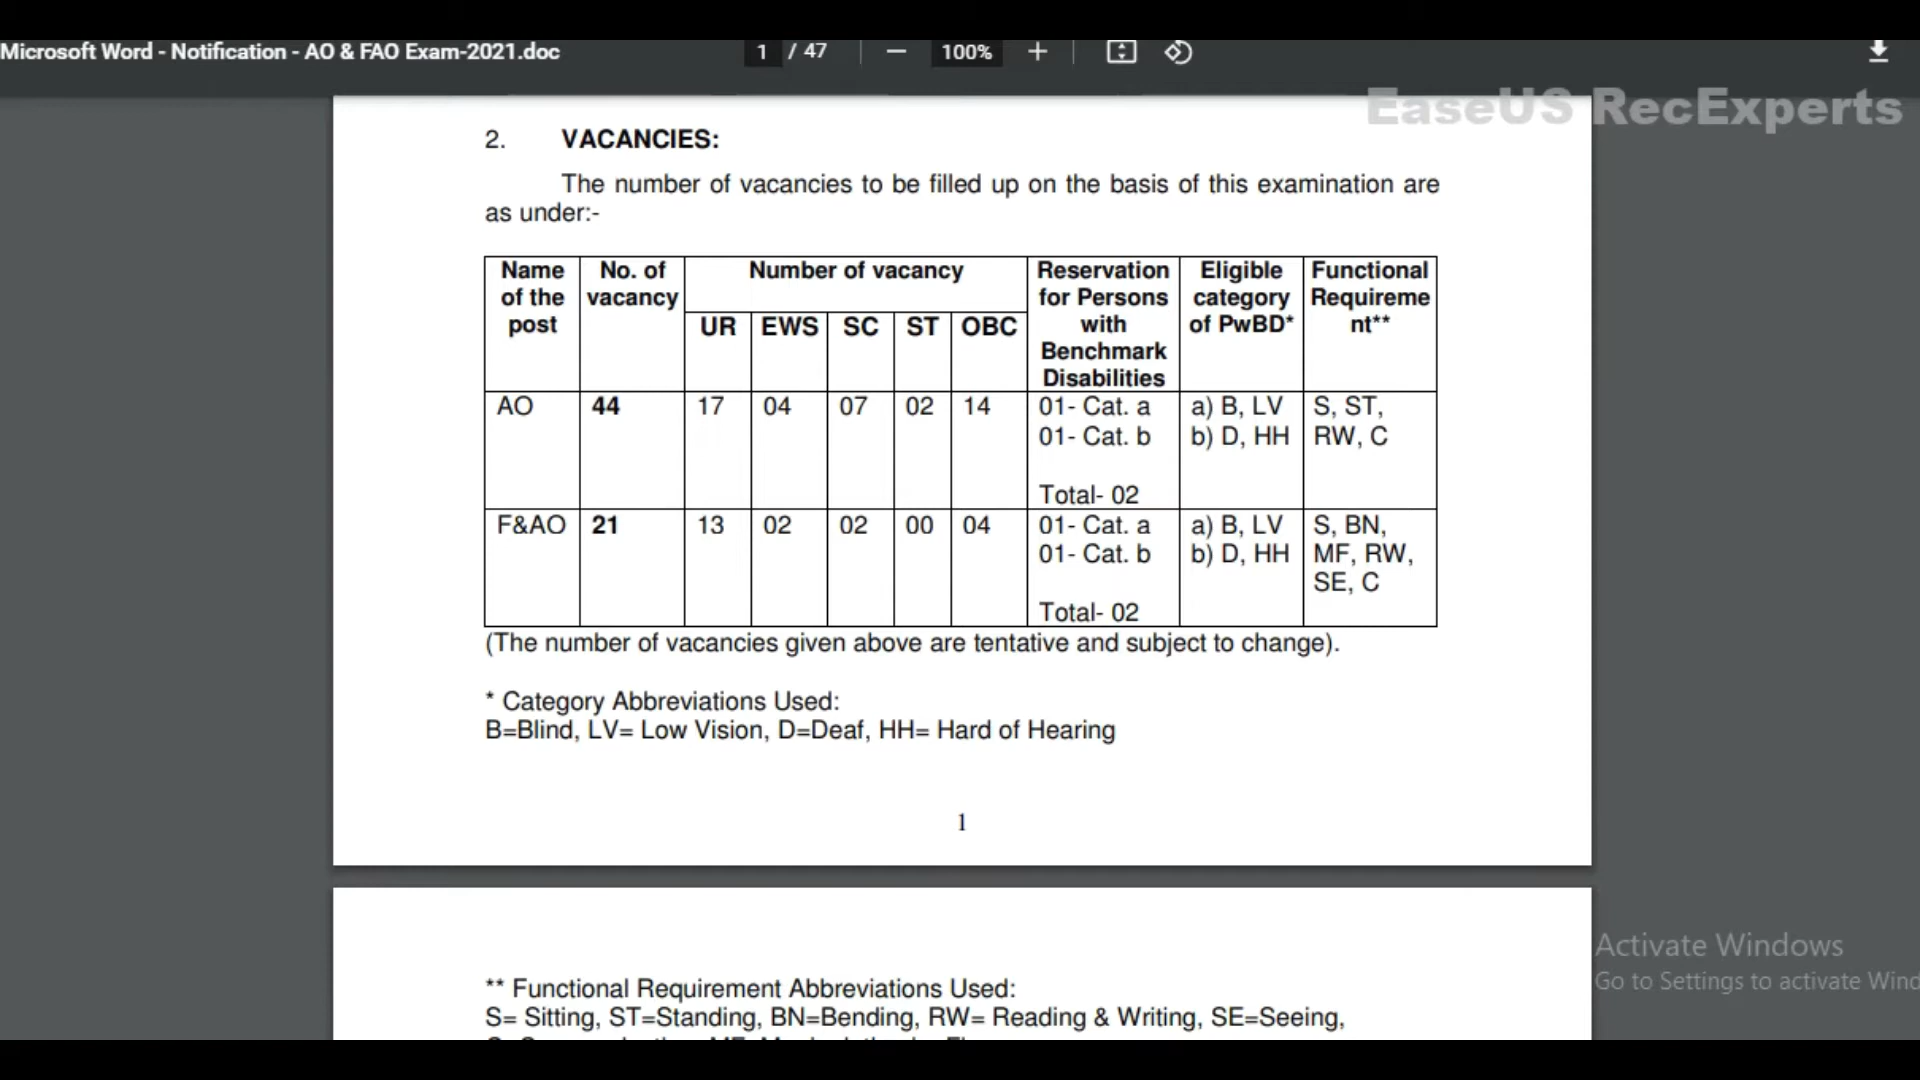 Microsoft Word - Notification - AO & FAO Exam-2021.doc
1 / 47
100%
EaseUS RecExperts
2. VACANCIES:
The number of vacancies to be filled up on the basis of this examination are
as under:-
Name of the post
No. of vacancy
Number of vacancy
Reservation for Persons with Benchmark Disabilities
Eligible category of PwBD*
Functional Requireme nt**
UR EWS SC ST OBC
AO 44 17 04 07 02 14 01- Cat. a a) B, LV S, ST,
01- Cat. b b) D, HH RW, C
Total- 02
F&AO 21 13 02 02 00 04 01- Cat. a a) B, LV S, BN,
01- Cat. b b) D, HH MF, RW,
SE, C
Total- 02
(The number of vacancies given above are tentative and subject to change).
* Category Abbreviations Used:
B=Blind, LV= Low Vision, D=Deaf, HH= Hard of Hearing
1
Activate Windows
Go to Settings to activate Wind
** Functional Requirement Abbreviations Used:
S= Sitting, ST=Standing, BN=Bending, RW= Reading & Writing, SE=Seeing,